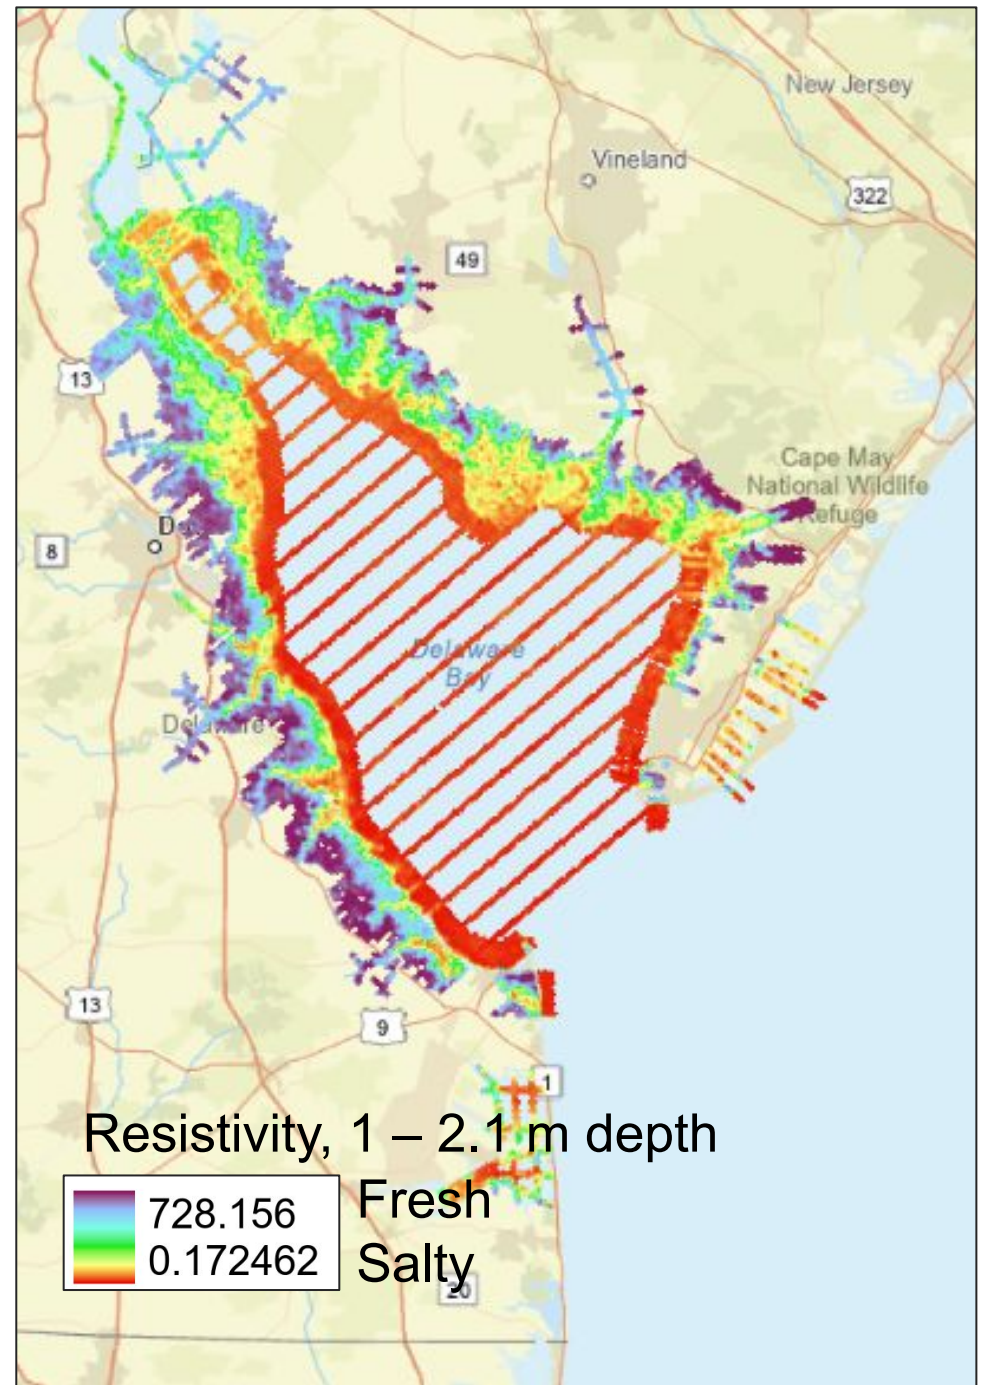 New Jersey
Vineland
322
49
13
Cape May
National Wildlife
Refuge
8
Delaware
Bay
Delaware
13
9
1
Resistivity, 1 – 2.1 m depth
728.156
Fresh
0.172462
Salty
20